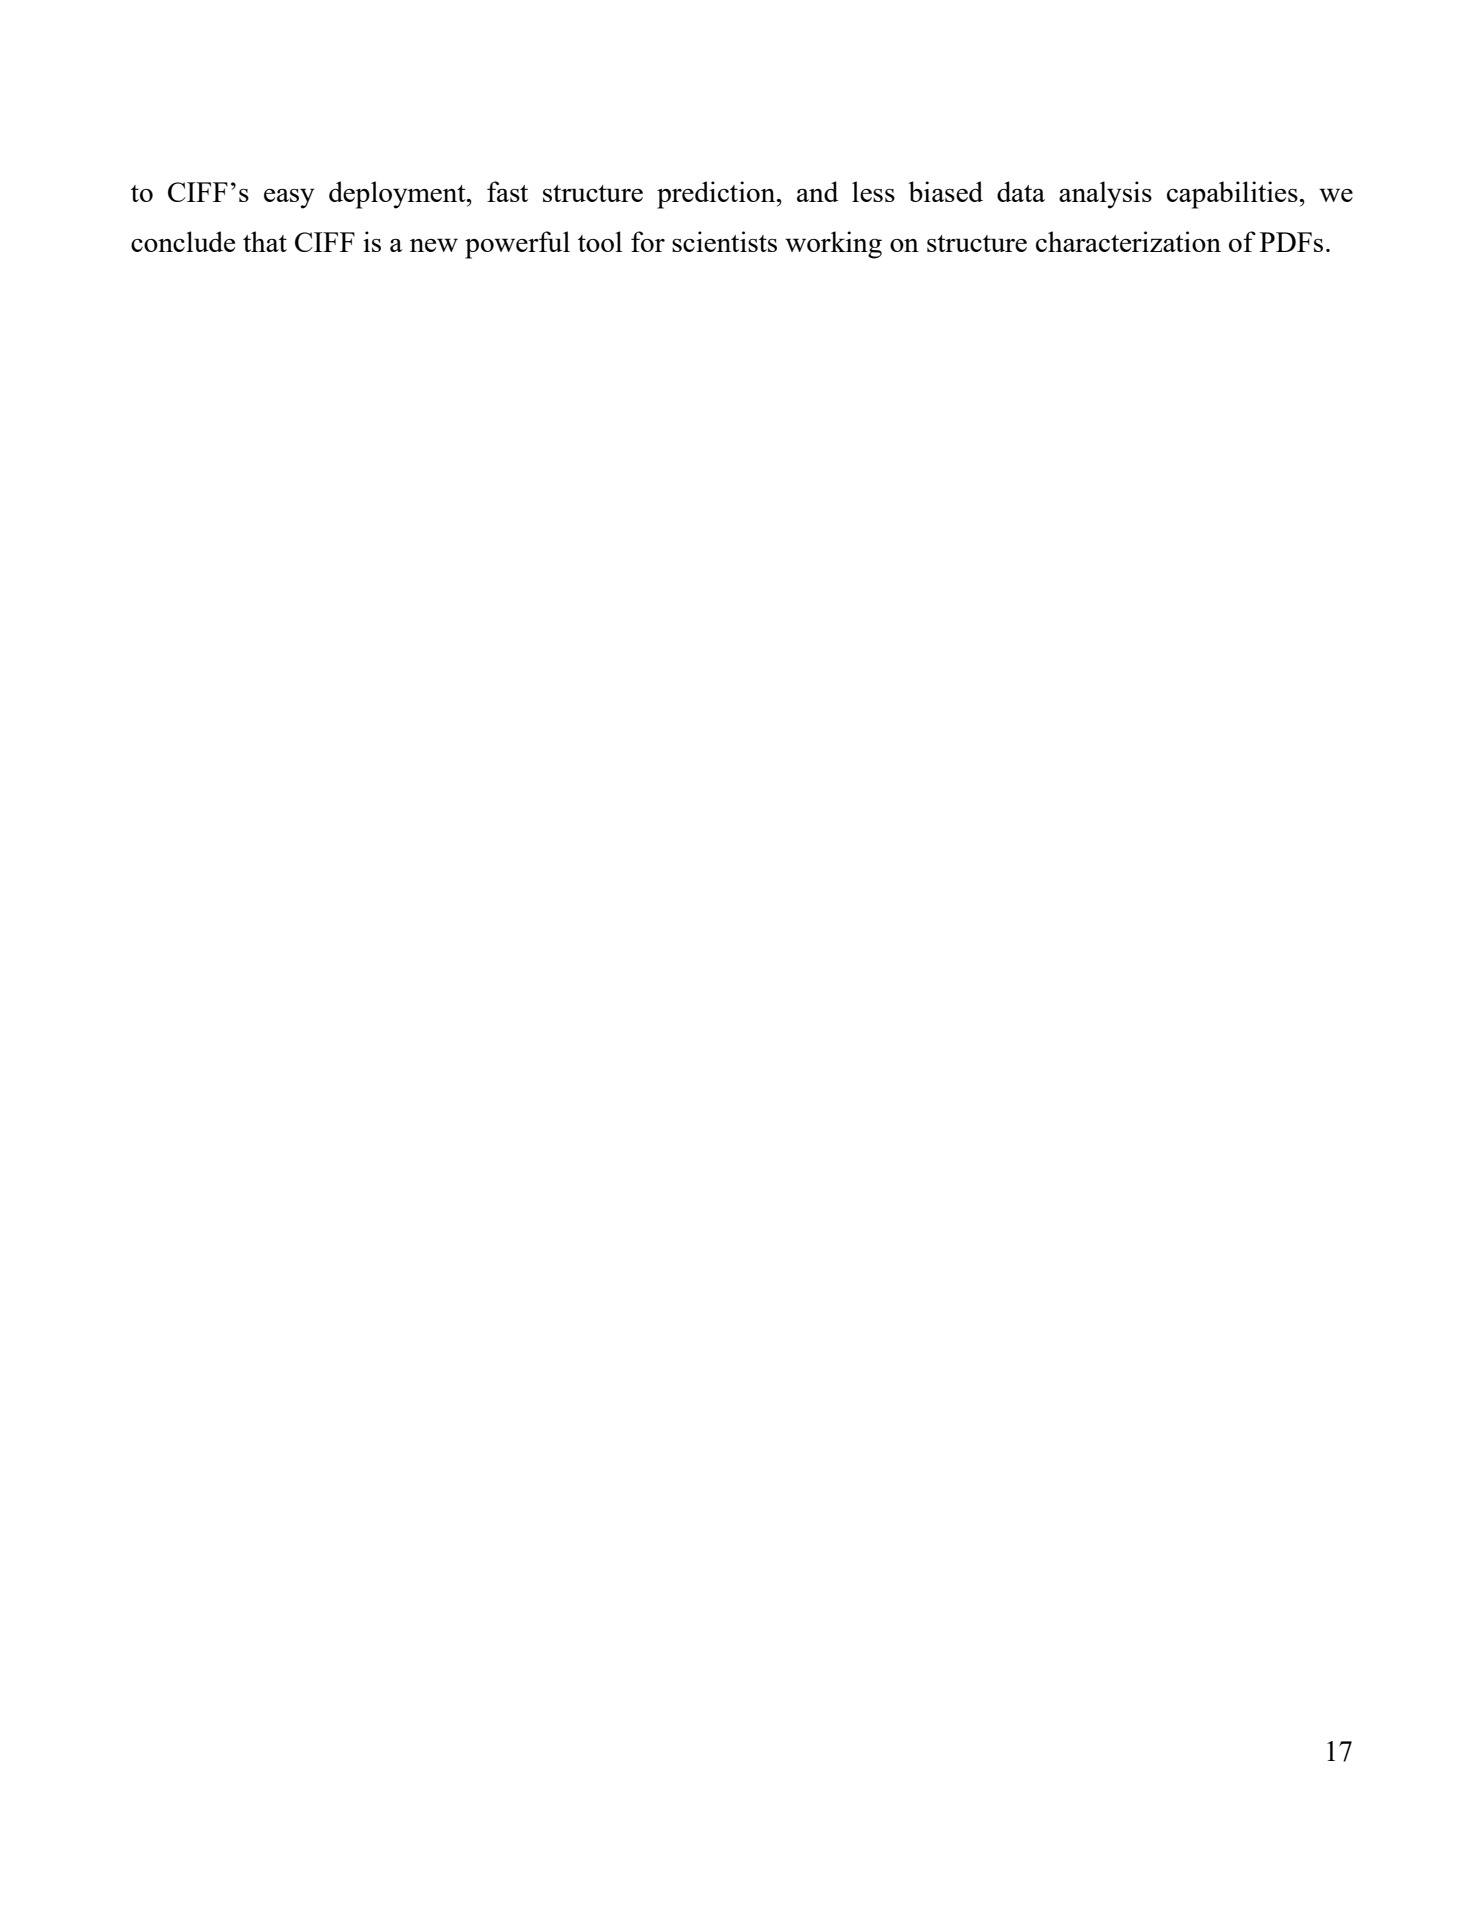 to CIFF’s easy deployment, fast structure prediction, and less biased data analysis capabilities, we
conclude that CIFF is a new powerful tool for scientists working on structure characterization of PDFs.
17